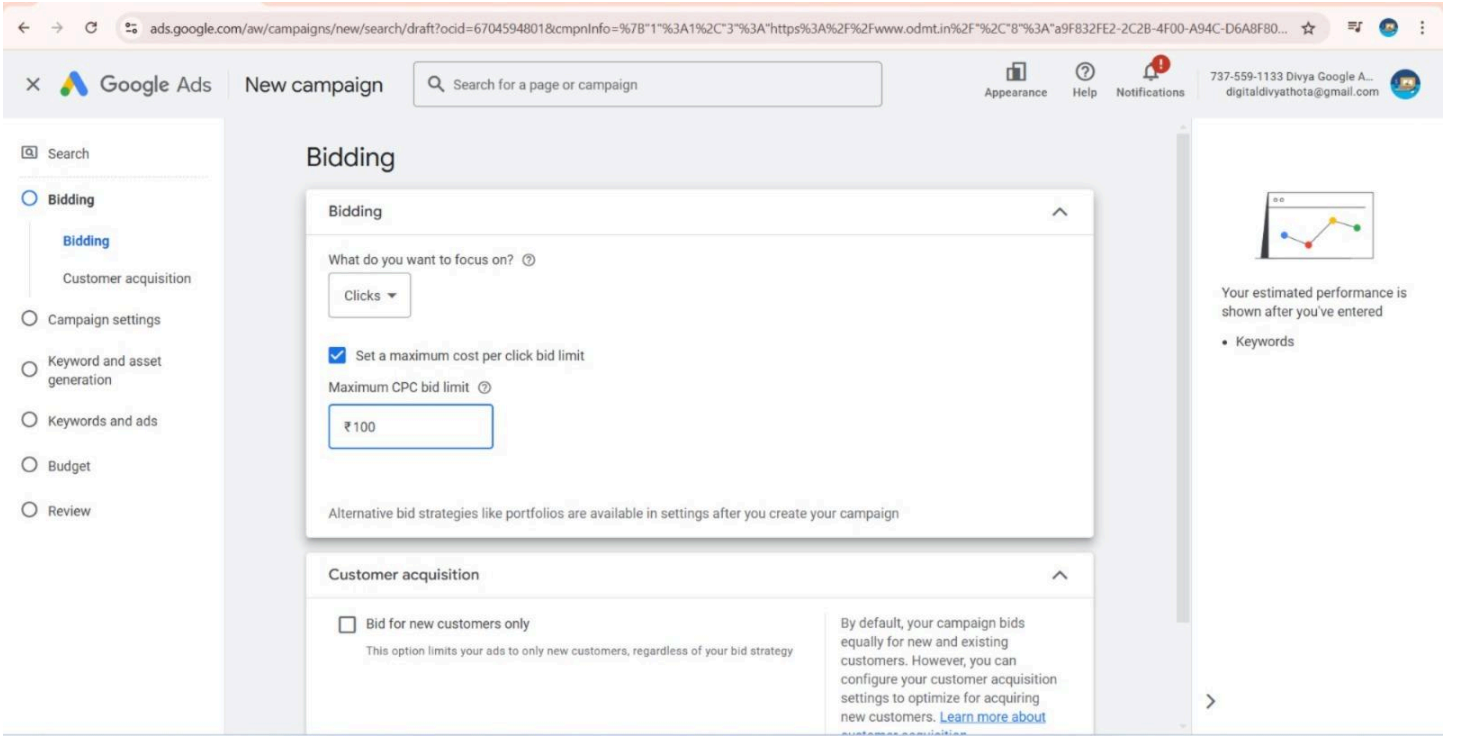 ads.google.com/aw/campaigns/new/search/draft?ocid=6704594801&cmpnInfo=%7B"1"%3A1%2C"3"%3A"https%3A%2F%2Fwww.odmt.in%2F"%2C"8"%3A"a9F832FE2-2C2B-4F00-A94C-D6A8F80...
Google Ads
New campaign
Search for a page or campaign
Appearance
Help
Notifications
737-559-1133 Divya Google A...
digitaldivyathota@gmail.com
Search
Bidding
Bidding
Customer acquisition
Campaign settings
Keyword and asset
generation
Keywords and ads
Budget
Review
Bidding
Bidding
What do you want to focus on?
Clicks
Set a maximum cost per click bid limit
Maximum CPC bid limit
₹100
Alternative bid strategies like portfolios are available in settings after you create your campaign
Customer acquisition
Bid for new customers only
This option limits your ads to only new customers, regardless of your bid strategy
By default, your campaign bids
equally for new and existing
customers. However, you can
configure your customer acquisition
settings to optimize for acquiring
new customers. Learn more about
customer acquisition
Your estimated performance is
shown after you've entered
• Keywords